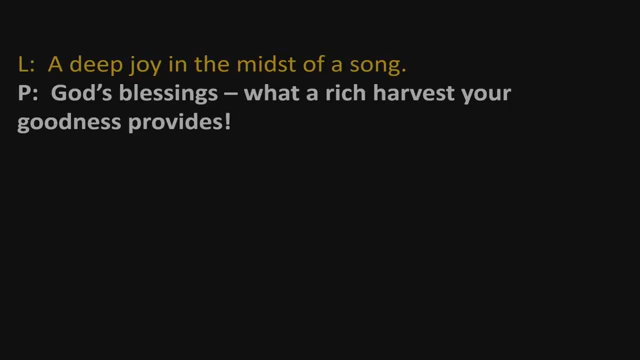 L:  A deep joy in the midst of a song.
P:  God’s blessings – what a rich harvest your
goodness provides!